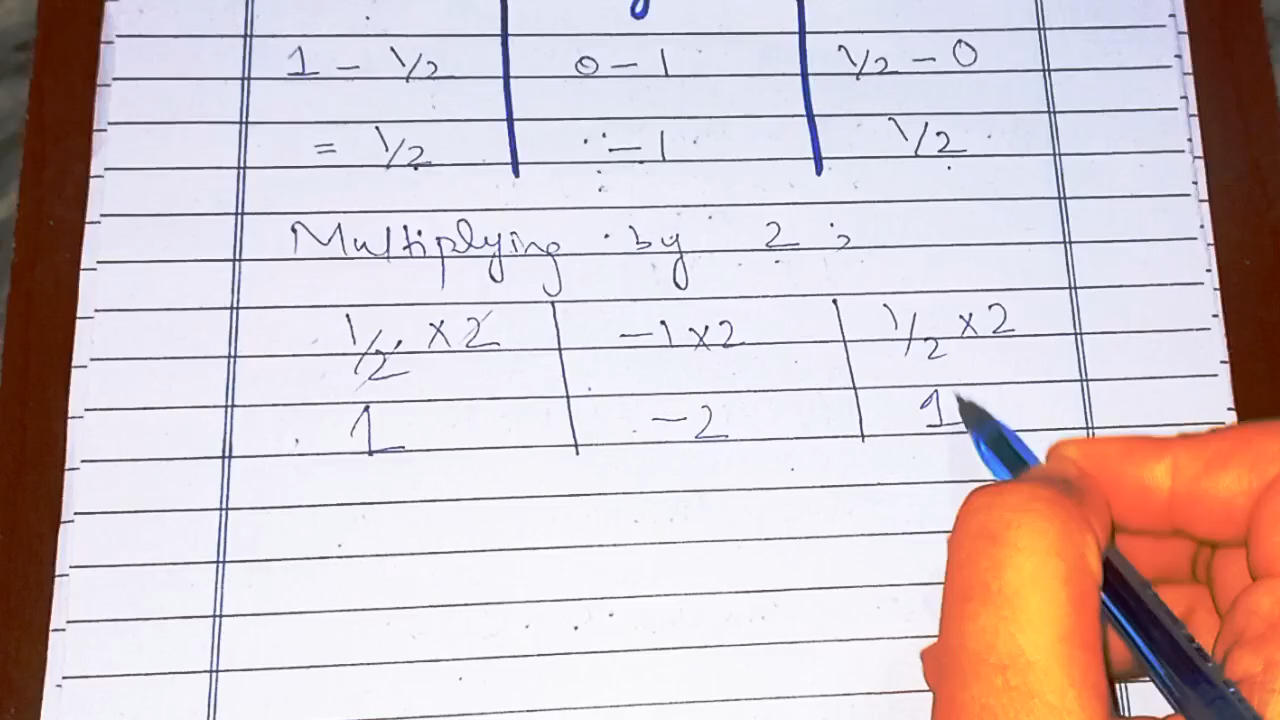 1 - 1/2 0 - 1 1/2 - 0
= 1/2 -1 1/2
Multiplying by 2 ;
1/2 x 2 -1 x 2 1/2 x 2
1 -2 1